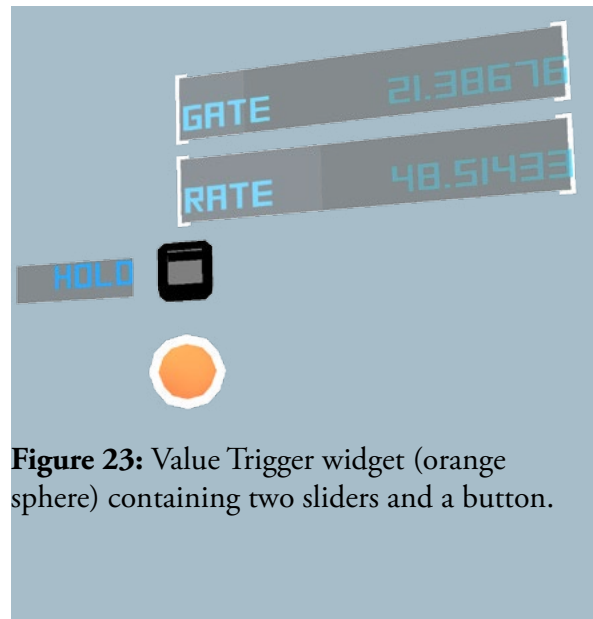 GATE 21.38676
RATE 48.51433
HOLD
Figure 23: Value Trigger widget (orange
sphere) containing two sliders and a button.